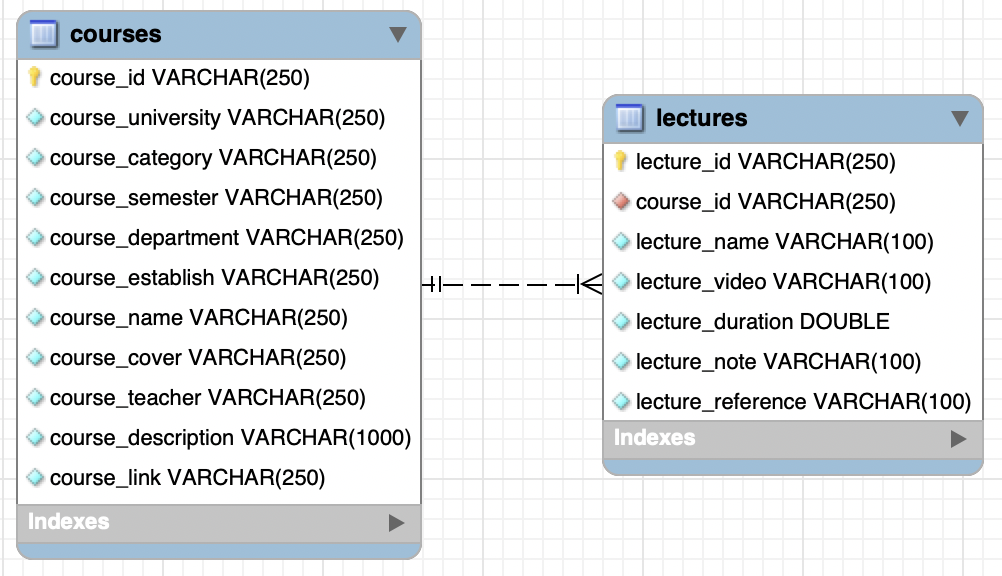 courses
course_id VARCHAR(250)
course_university VARCHAR(250)
course_category VARCHAR(250)
course_semester VARCHAR(250)
course_department VARCHAR(250)
course_establish VARCHAR(250)
course_name VARCHAR(250)
course_cover VARCHAR(250)
course_teacher VARCHAR(250)
course_description VARCHAR(1000)
course_link VARCHAR(250)
Indexes
lectures
lecture_id VARCHAR(250)
course_id VARCHAR(250)
lecture_name VARCHAR(100)
lecture_video VARCHAR(100)
lecture_duration DOUBLE
lecture_note VARCHAR(100)
lecture_reference VARCHAR(100)
Indexes